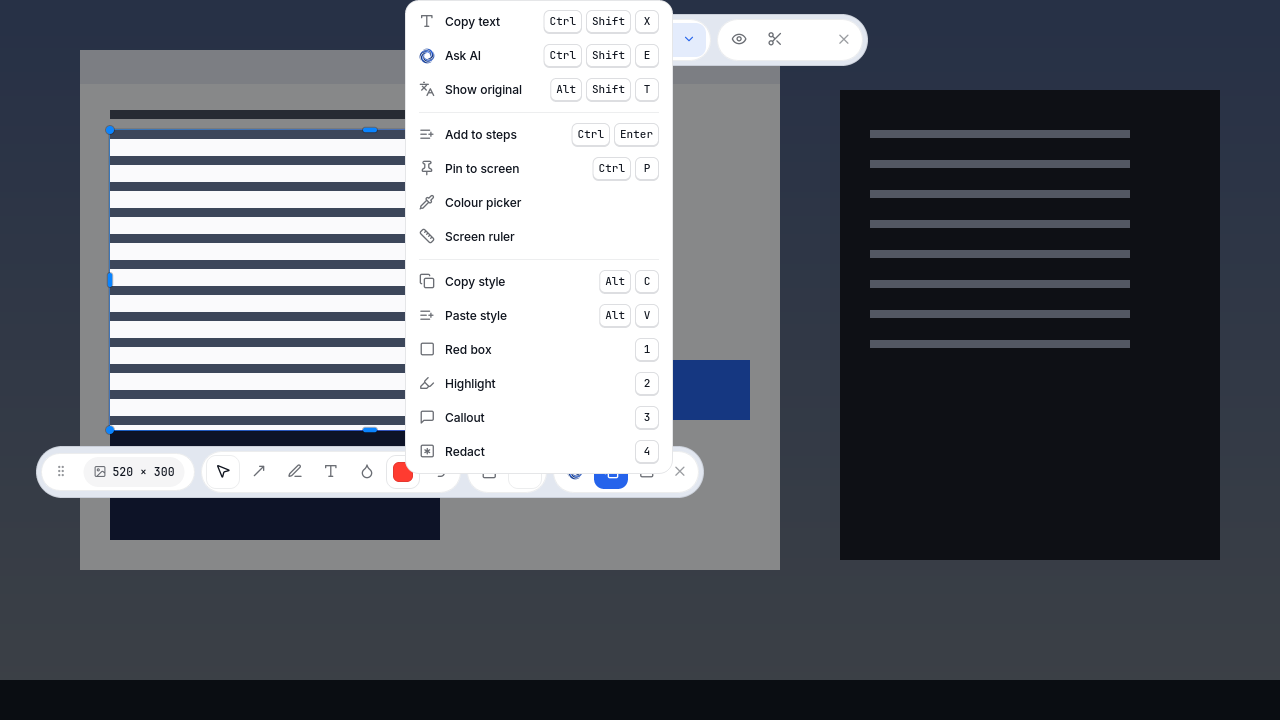 Copy text Ctrl Shift X
Ask AI Ctrl Shift E
Show original Alt Shift T
Add to steps Ctrl Enter
Pin to screen Ctrl P
Colour picker
Screen ruler
Copy style Alt C
Paste style Alt V
Red box 1
Highlight 2
Callout 3
Redact 4
520 × 300